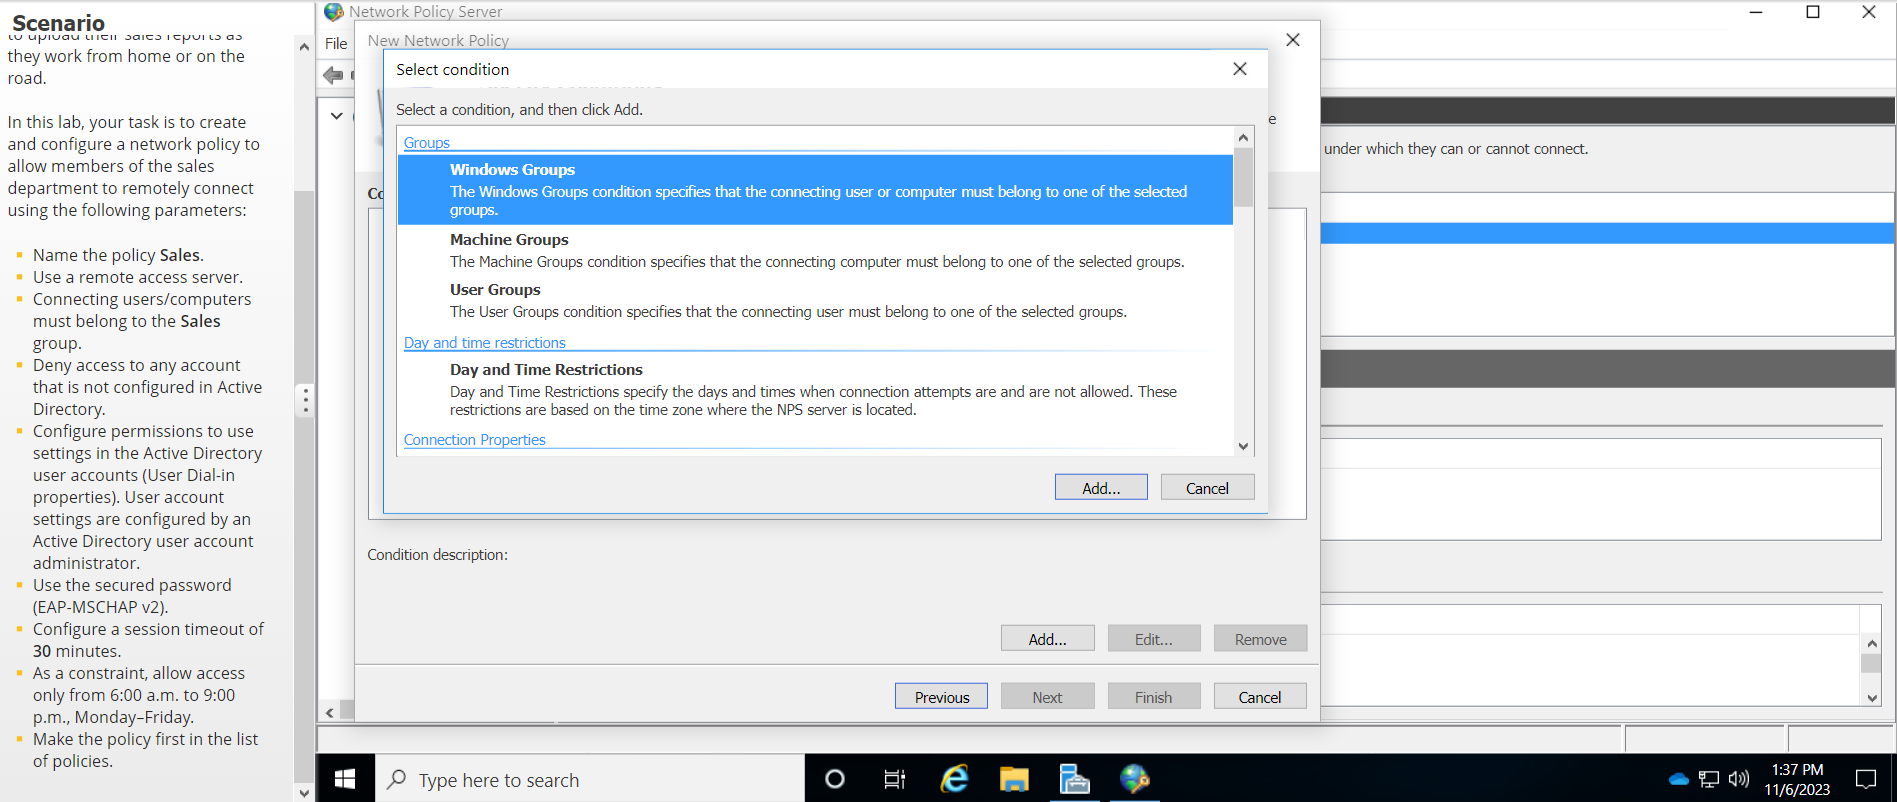 Scenario
to upload their sales reports as
they work from home or on the
road.
In this lab, your task is to create
and configure a network policy to
allow members of the sales
department to remotely connect
using the following parameters:
Name the policy Sales.
Use a remote access server.
Connecting users/computers
must belong to the Sales
group.
Deny access to any account
that is not configured in Active
Directory.
Configure permissions to use
settings in the Active Directory
user accounts (User Dial-in
properties). User account
settings are configured by an
Active Directory user account
administrator.
Use the secured password
(EAP-MSCHAP v2).
Configure a session timeout of
30 minutes.
As a constraint, allow access
only from 6:00 a.m. to 9:00
p.m., Monday–Friday.
Make the policy first in the list
of policies.
Network Policy Server
File
New Network Policy
Select condition
Select a condition, and then click Add.
Groups
Windows Groups
The Windows Groups condition specifies that the connecting user or computer must belong to one of the selected
groups.
Machine Groups
The Machine Groups condition specifies that the connecting computer must belong to one of the selected groups.
User Groups
The User Groups condition specifies that the connecting user must belong to one of the selected groups.
Day and time restrictions
Day and Time Restrictions
Day and Time Restrictions specify the days and times when connection attempts are and are not allowed. These
restrictions are based on the time zone where the NPS server is located.
Connection Properties
Add...
Cancel
e
under which they can or cannot connect.
Co
Condition description:
Add...
Edit...
Remove
Previous
Next
Finish
Cancel
Type here to search
1:37 PM
11/6/2023